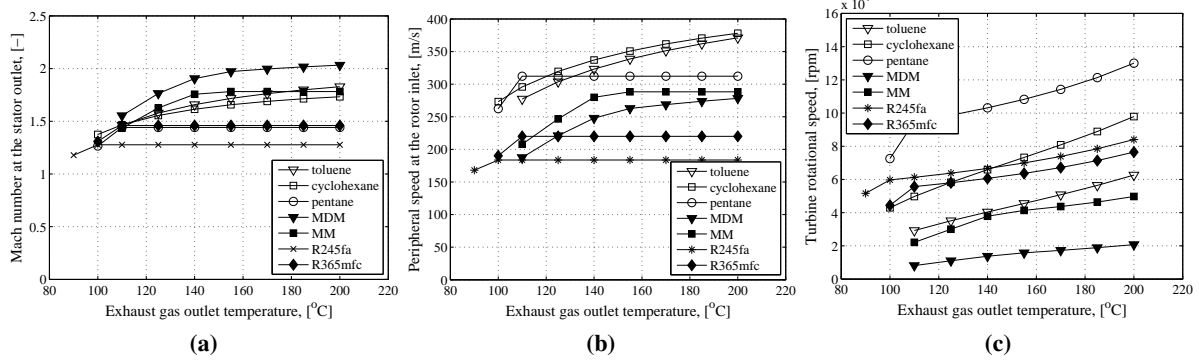 Mach number at the stator outlet, [−]
2.5
2
1.5
1
0.5
0
80 100 120 140 160 180 200 220
Exhaust gas outlet temperature, [°C]
toluene
cyclohexane
pentane
MDM
MM
R245fa
R365mfc
(a)
Peripheral speed at the rotor inlet, [m/s]
400
350
300
250
200
150
100
50
0
80 100 120 140 160 180 200 220
Exhaust gas outlet temperature, [°C]
toluene
cyclohexane
pentane
MDM
MM
R245fa
R365mfc
(b)
Turbine rotational speed, [rpm]
16
14
12
10
8
6
4
2
0
80 100 120 140 160 180 200 220
Exhaust gas outlet temperature, [°C]
toluene
cyclohexane
pentane
MDM
MM
R245fa
R365mfc
(c)